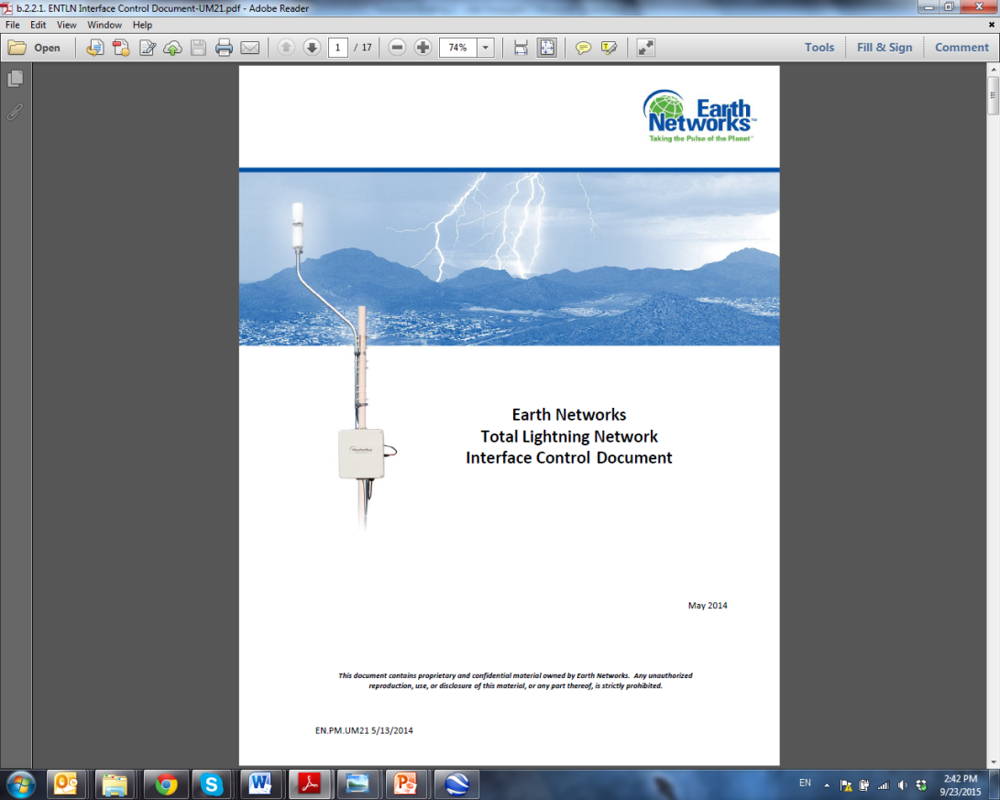 b.2.2.1. ENTLN Interface Control Document-UM21.pdf - Adobe Reader
File Edit View Window Help
Open 1 / 17 74% Tools Fill & Sign Comment
Earth
Networks™
Taking the Pulse of the Planet™
Earth Networks
Total Lightning Network
Interface Control Document
May 2014
This document contains proprietary and confidential material owned by Earth Networks. Any unauthorized
reproduction, use, or disclosure of this material, or any part thereof, is strictly prohibited.
EN.PM.UM21 5/13/2014
EN
2:42 PM
9/23/2015